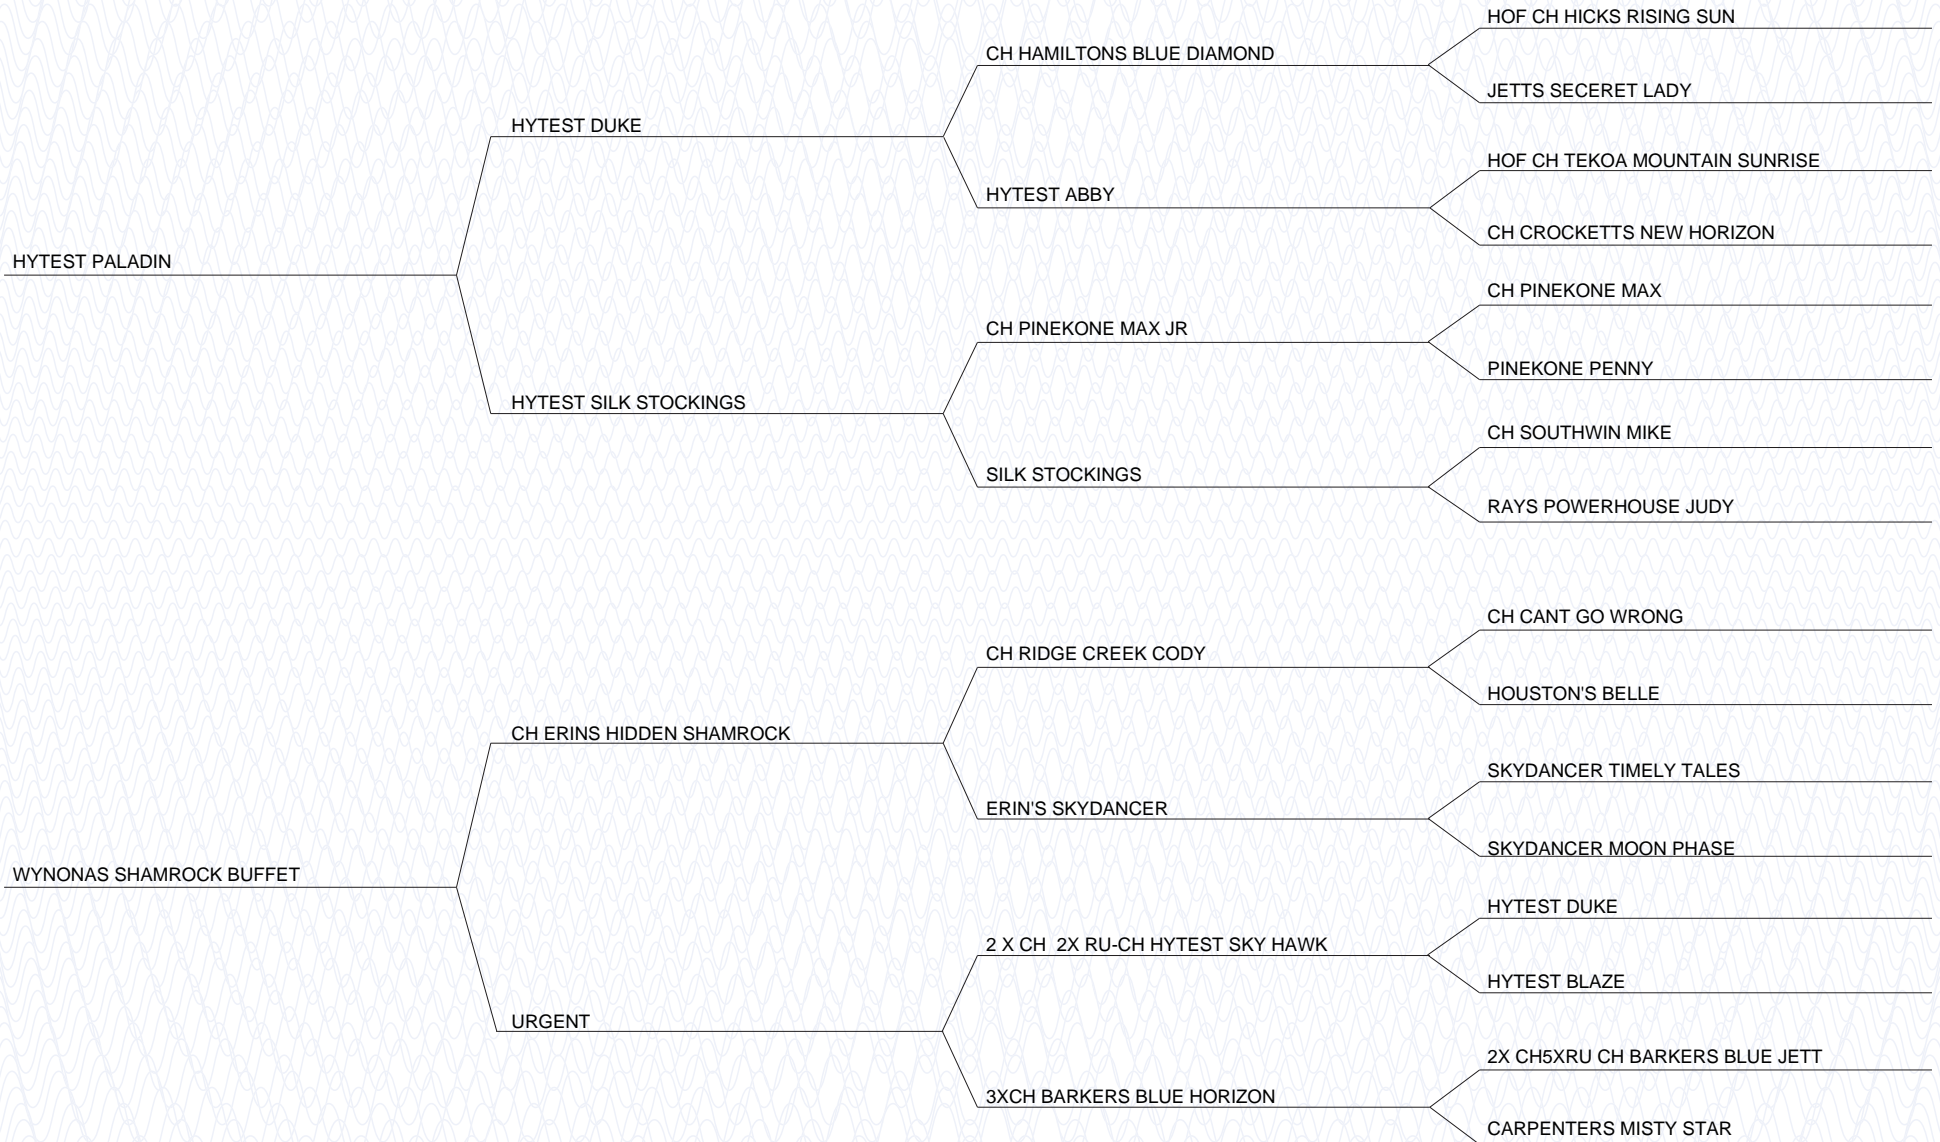 HOF CH HICKS RISING SUN
CH HAMILTONS BLUE DIAMOND
JETTS SECERET LADY
HYTEST DUKE
HOF CH TEKOA MOUNTAIN SUNRISE
HYTEST ABBY
CH CROCKETTS NEW HORIZON
HYTEST PALADIN
CH PINEKONE MAX
CH PINEKONE MAX JR
PINEKONE PENNY
HYTEST SILK STOCKINGS
CH SOUTHWIN MIKE
SILK STOCKINGS
RAYS POWERHOUSE JUDY
CH CANT GO WRONG
CH RIDGE CREEK CODY
HOUSTON'S BELLE
CH ERINS HIDDEN SHAMROCK
SKYDANCER TIMELY TALES
ERIN'S SKYDANCER
SKYDANCER MOON PHASE
WYNONAS SHAMROCK BUFFET
HYTEST DUKE
2 X CH  2X RU-CH HYTEST SKY HAWK
HYTEST BLAZE
URGENT
2X CH5XRU CH BARKERS BLUE JETT
3XCH BARKERS BLUE HORIZON
CARPENTERS MISTY STAR